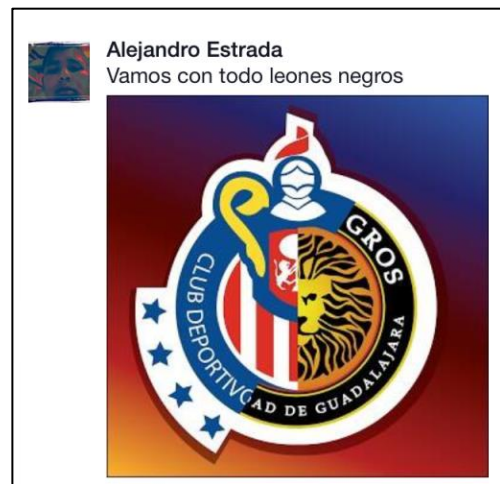 Alejandro Estrada
Vamos con todo leones negros
GROS
CLUB DEPORTIVO
AD DE GUADALAJARA